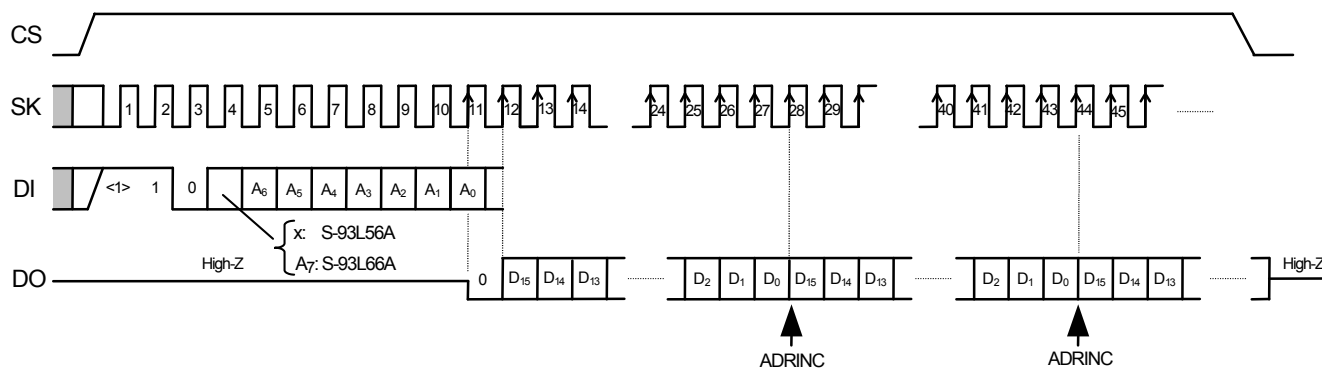 CS
SK 1 2 3 4 5 6 7 8 9 10 11 12 13 14 24 25 26 27 28 29 40 41 42 43 44 45
DI <1> 1 0 A6 A5 A4 A3 A2 A1 A0
x: S-93L56A
A7: S-93L66A
High-Z High-Z
DO 0 D15 D14 D13 D2 D1 D0 D15 D14 D13 D2 D1 D0 D15 D14 D13
ADRINC ADRINC